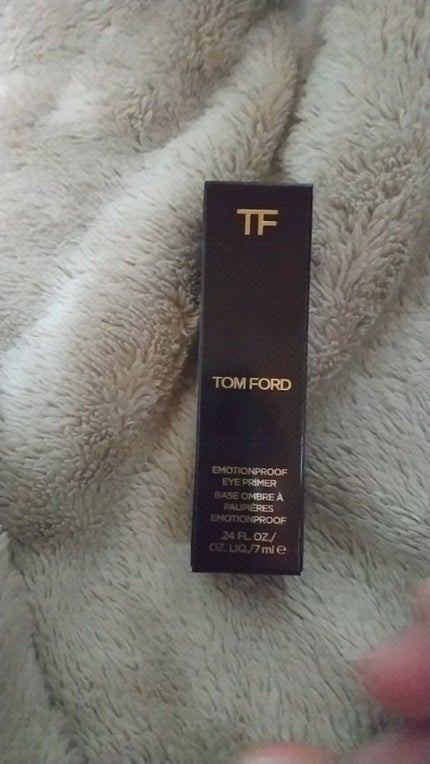 TF
TOM FORD
EMOTIONPROOF
EYE PRIMER
BASE OMBRE À
PAUPIÈRES
EMOTIONPROOF
.24 FL. OZ./
OZ. LIQ./7 ml e